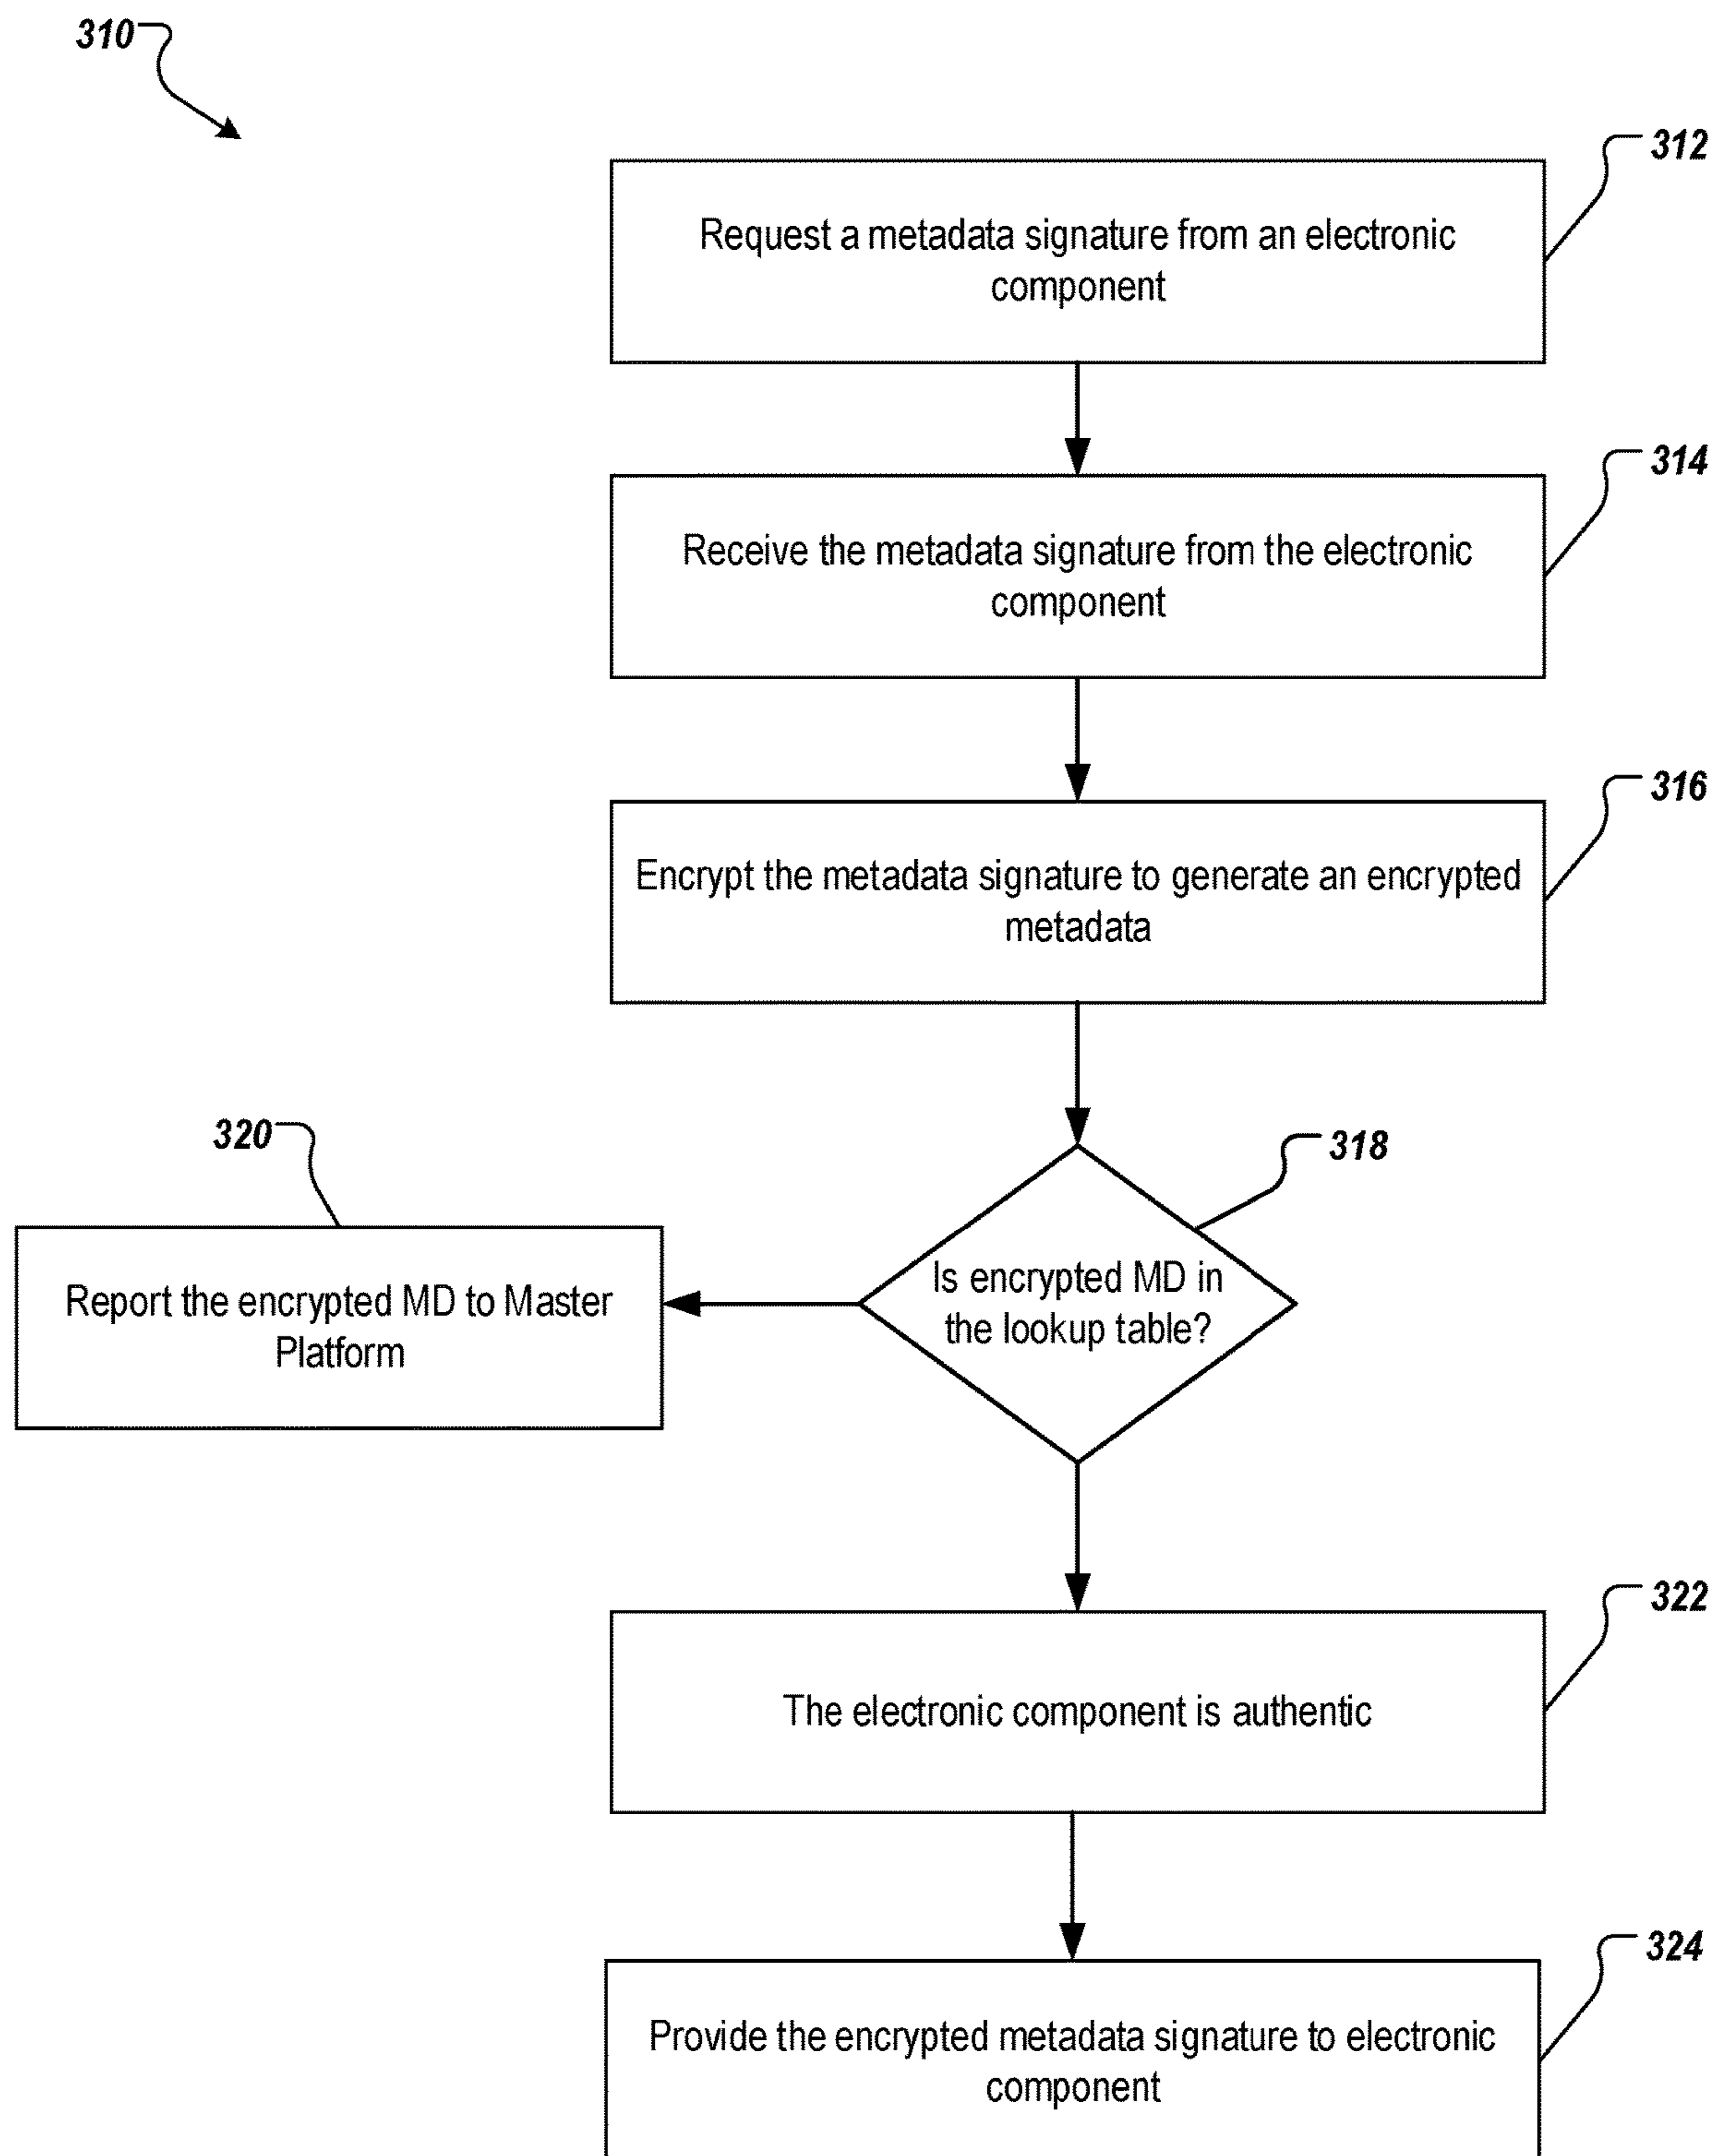 310
312
Request a metadata signature from an electronic
component
314
Receive the metadata signature from the electronic
component
316
Encrypt the metadata signature to generate an encrypted
metadata
320
318
Report the encrypted MD to Master
Platform
Is encrypted MD in
the lookup table?
322
The electronic component is authentic
324
Provide the encrypted metadata signature to electronic
component